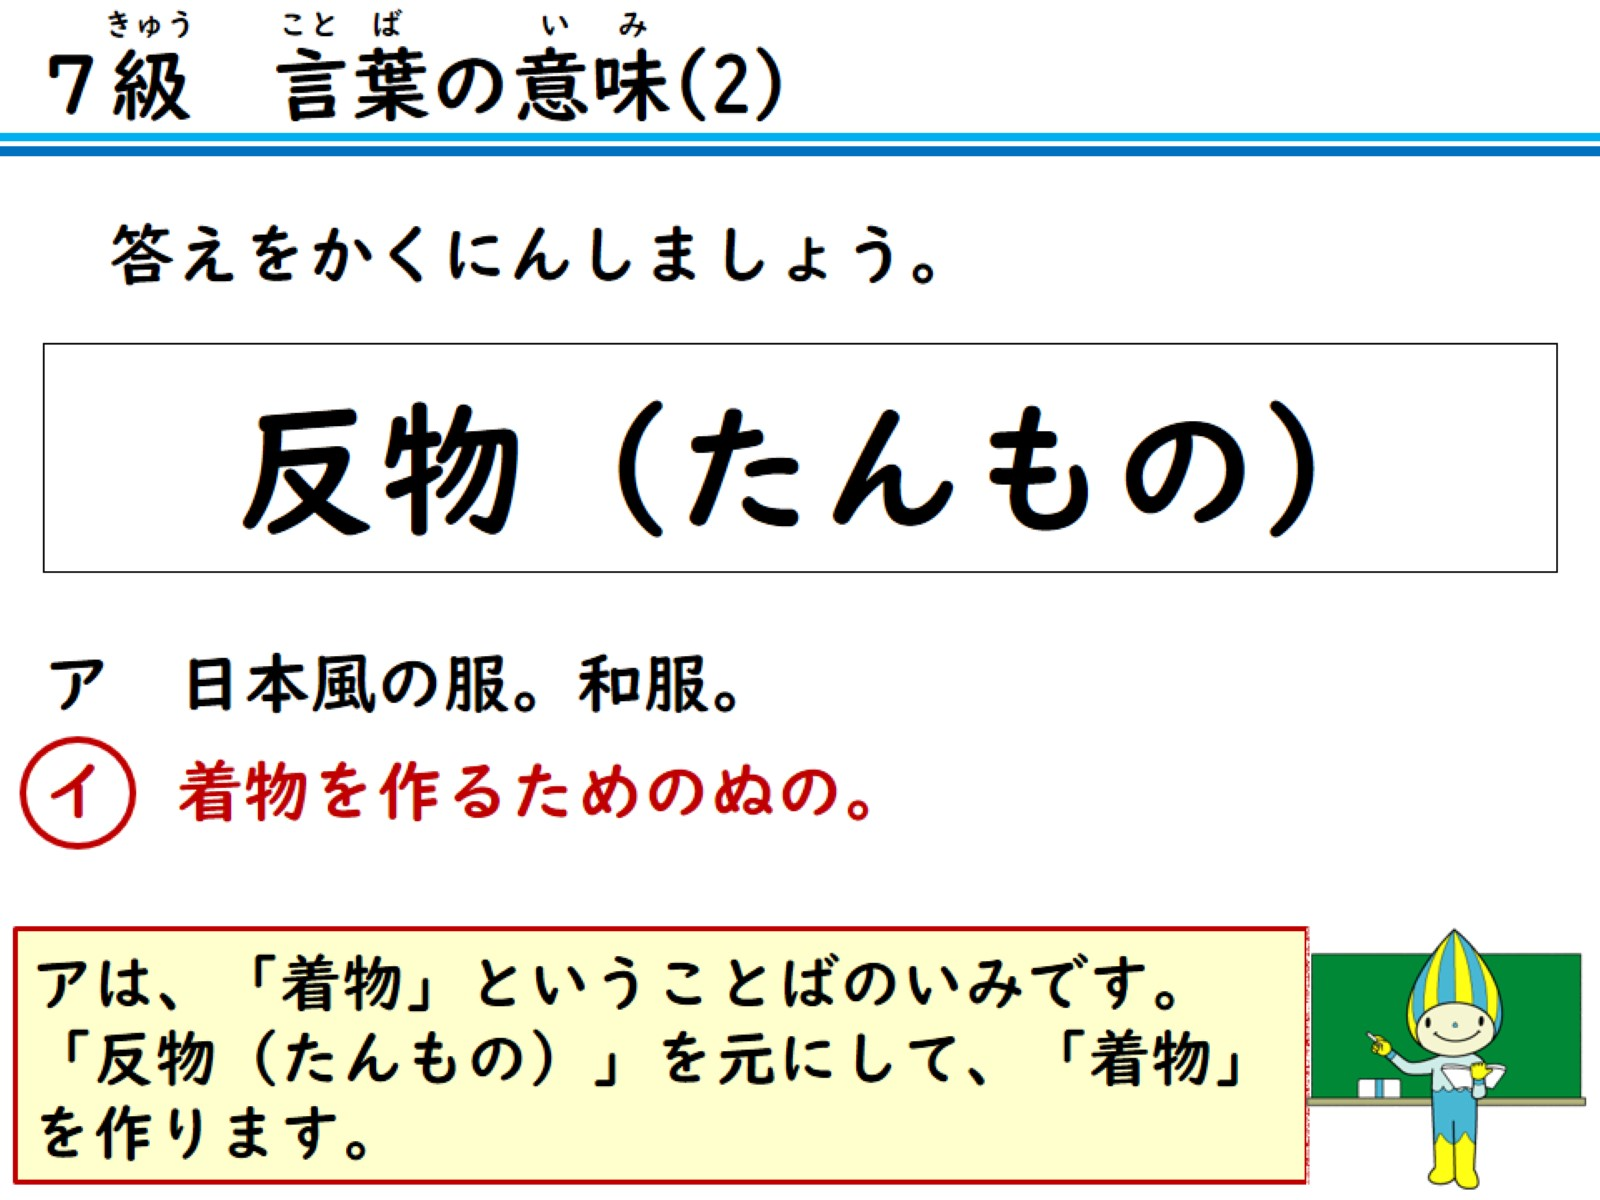 きゅう ことば いみ
７級 言葉の意味(2)
答えをかくにんしましょう。
反物（たんもの）
ア 日本風の服。和服。
イ 着物を作るためのぬの。
アは、「着物」ということばのいみです。
「反物（たんもの）」を元にして、「着物」
を作ります。